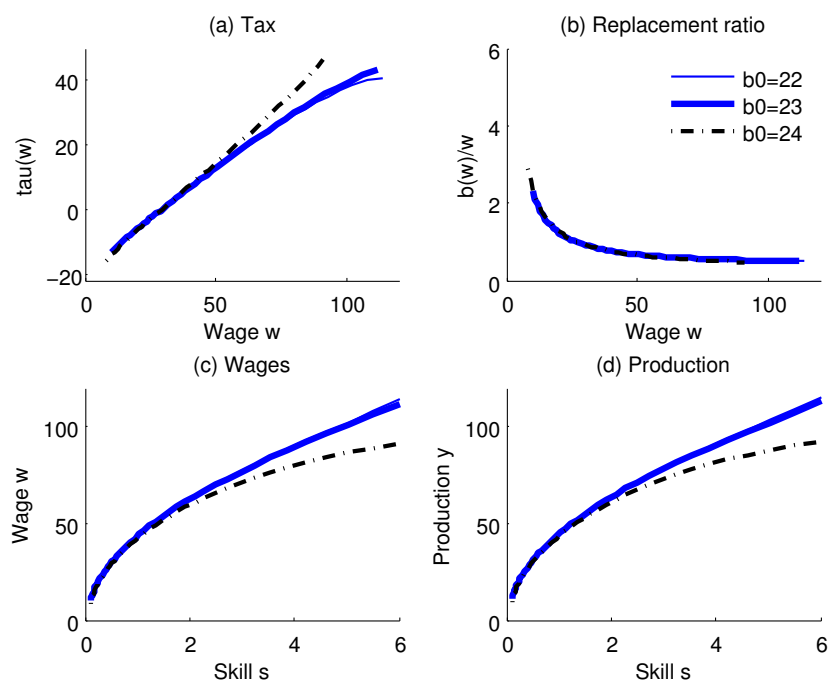 (a) Tax
(b) Replacement ratio
tau(w)
40
20
0
−20
0
50
100
Wage w
b(w)/w
6
4
2
0
0
50
100
Wage w
b0=22
b0=23
b0=24
(c) Wages
(d) Production
Wage w
100
50
0
0
2
4
6
Skill s
Production y
100
50
0
0
2
4
6
Skill s